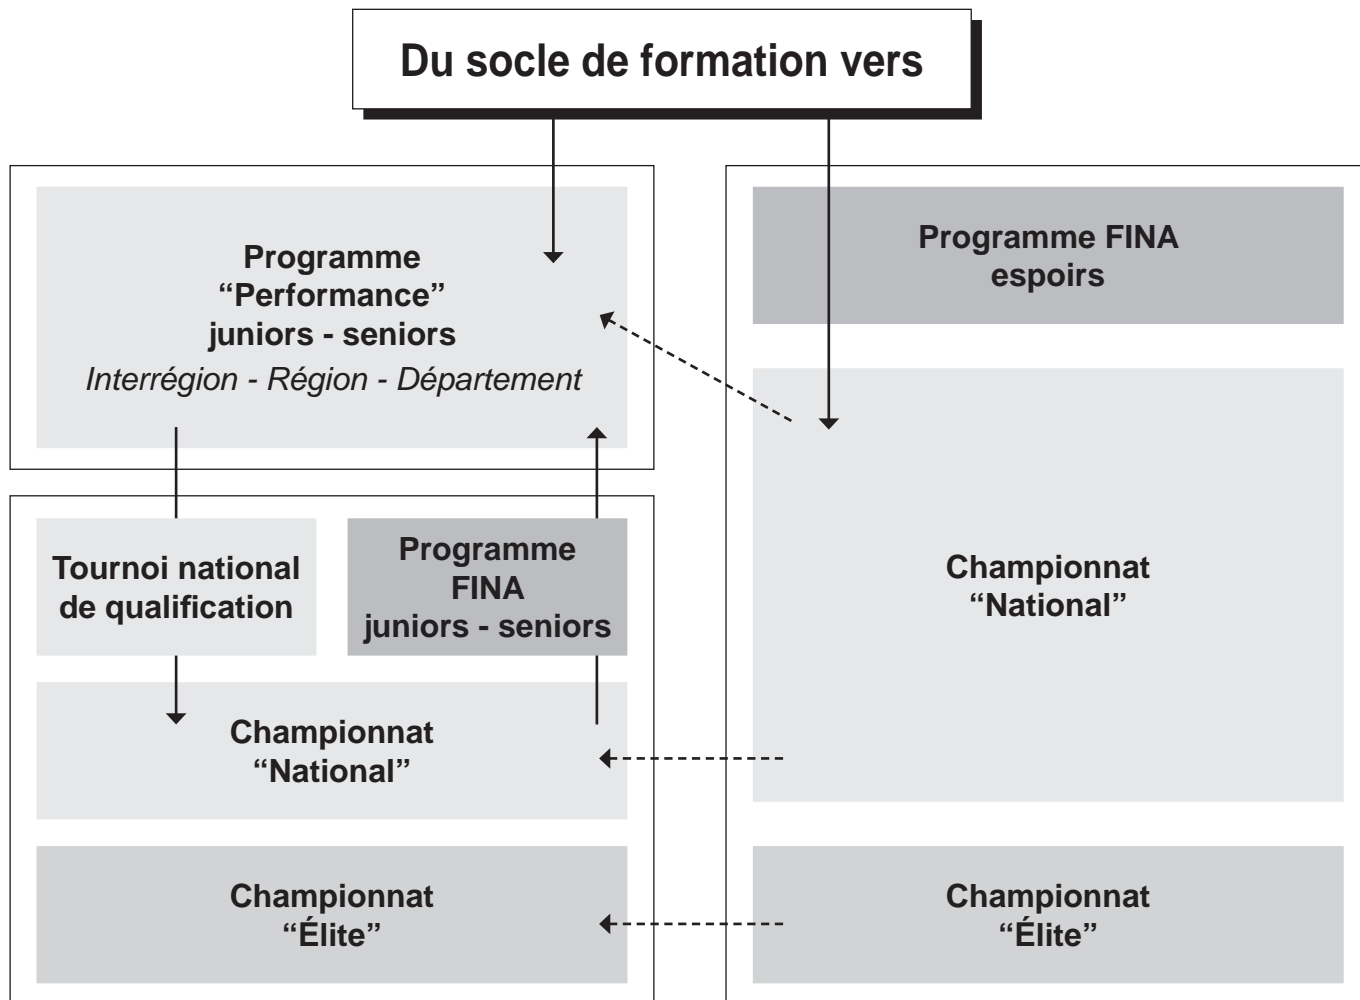 Du socle de formation vers
Programme
“Performance”
juniors - seniors
Interrégion - Région - Département
Programme FINA
espoirs
Tournoi national
de qualification
Programme
FINA
juniors - seniors
Championnat
“National”
Championnat
“National”
Championnat
“Élite”
Championnat
“Élite”